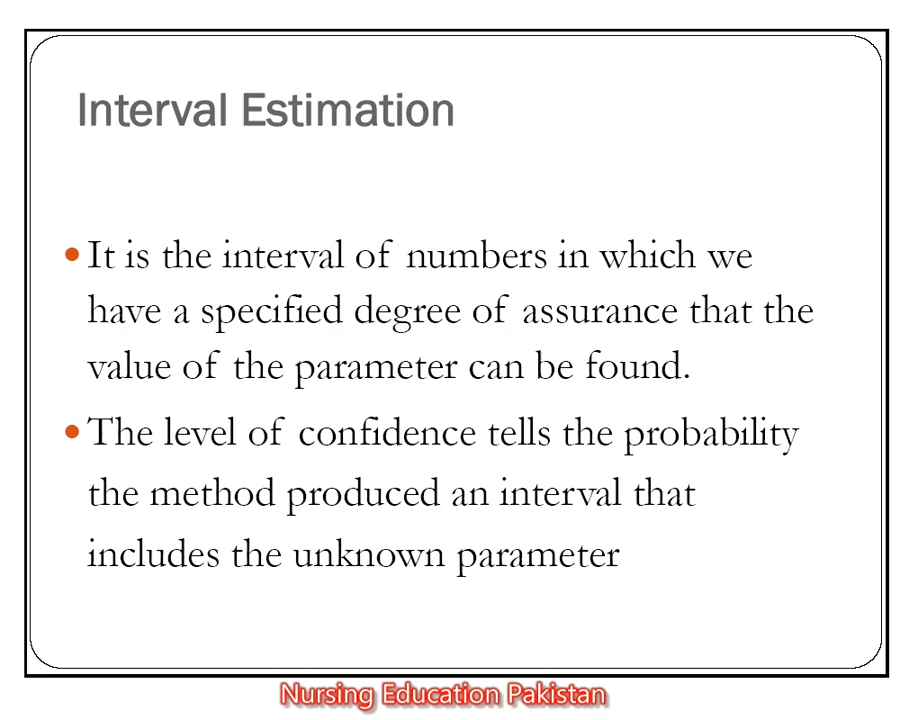 Interval Estimation
• It is the interval of numbers in which we
have a specified degree of assurance that the
value of the parameter can be found.
• The level of confidence tells the probability
the method produced an interval that
includes the unknown parameter
Nursing Education Pakistan